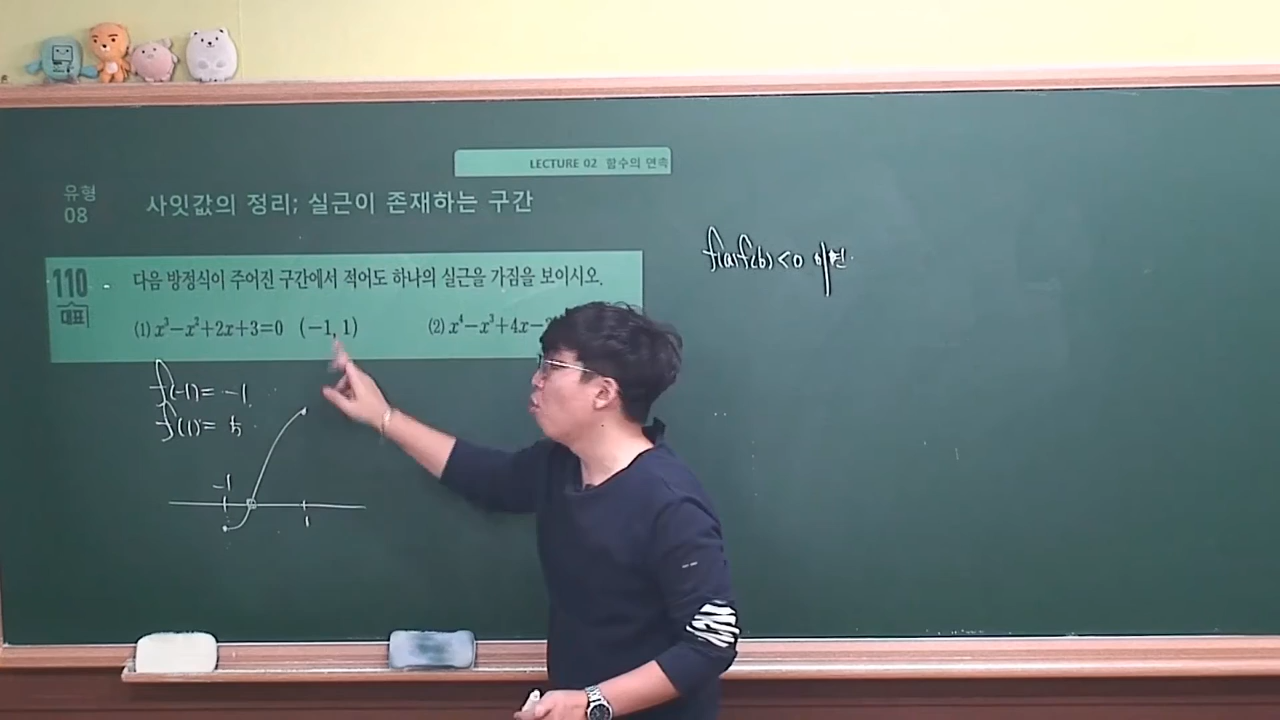 LECTURE 02 함수의 연속
유형
08
사잇값의 정리; 실근이 존재하는 구간
110
대표
다음 방정식이 주어진 구간에서 적어도 하나의 실근을 가짐을 보이시오.
(1) x³−x²+2x+3=0 (−1, 1)
(2) x⁴−x³+4x−
f(-1)= -1
f(1)= 5
-1
1
f(a)f(b)<0 이면